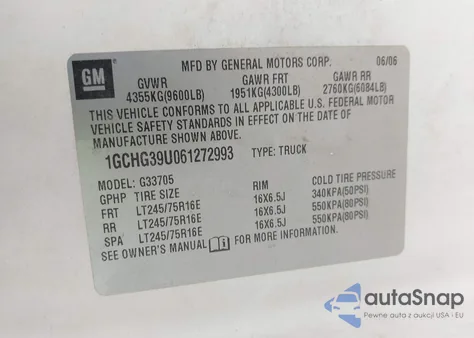 GM
MFD BY GENERAL MOTORS CORP. 06/06
GVWR GAWR FRT GAWR RR
4355KG(9600LB) 1951KG(4300LB) 2760KG(6084LB)
THIS VEHICLE CONFORMS TO ALL APPLICABLE U.S. FEDERAL MOTOR
VEHICLE SAFETY STANDARDS IN EFFECT ON THE DATE OF
MANUFACTURE SHOWN ABOVE.
1GCHG39U061272993 TYPE: TRUCK
MODEL: G33705
GPHP TIRE SIZE RIM COLD TIRE PRESSURE
FRT LT245/75R16E 16X6.5J 340KPA(50PSI)
RR LT245/75R16E 16X6.5J 550KPA(80PSI)
SPA LT245/75R16E 16X6.5J 550KPA(80PSI)
SEE OWNER'S MANUAL FOR MORE INFORMATION.
autoSnap
Pewne auta z aukcji USA - EU